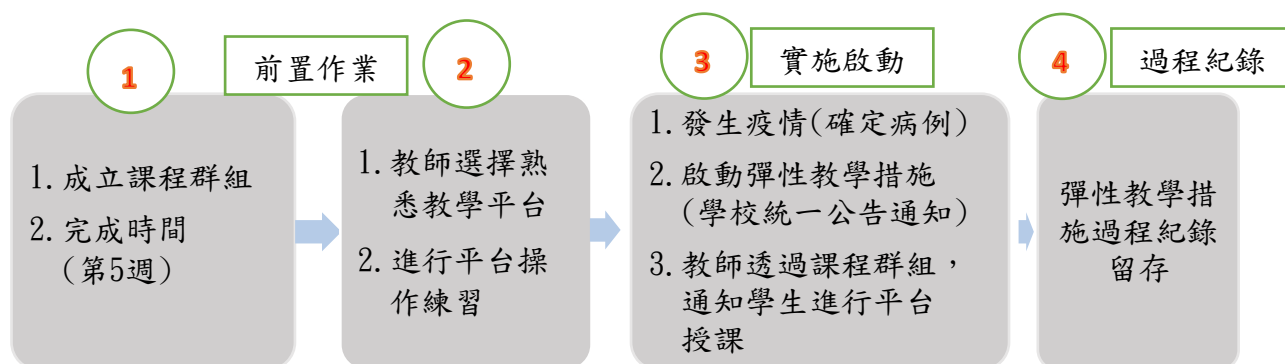 1
前置作業
2
3
實施啟動
4
過程紀錄
1. 成立課程群組
2. 完成時間
(第5週)
1. 教師選擇熟
悉教學平台
2. 進行平台操
作練習
1. 發生疫情(確定病例)
2. 啟動彈性教學措施
(學校統一公告通知)
3. 教師透過課程群組，
通知學生進行平台
授課
彈性教學措
施過程紀錄
留存